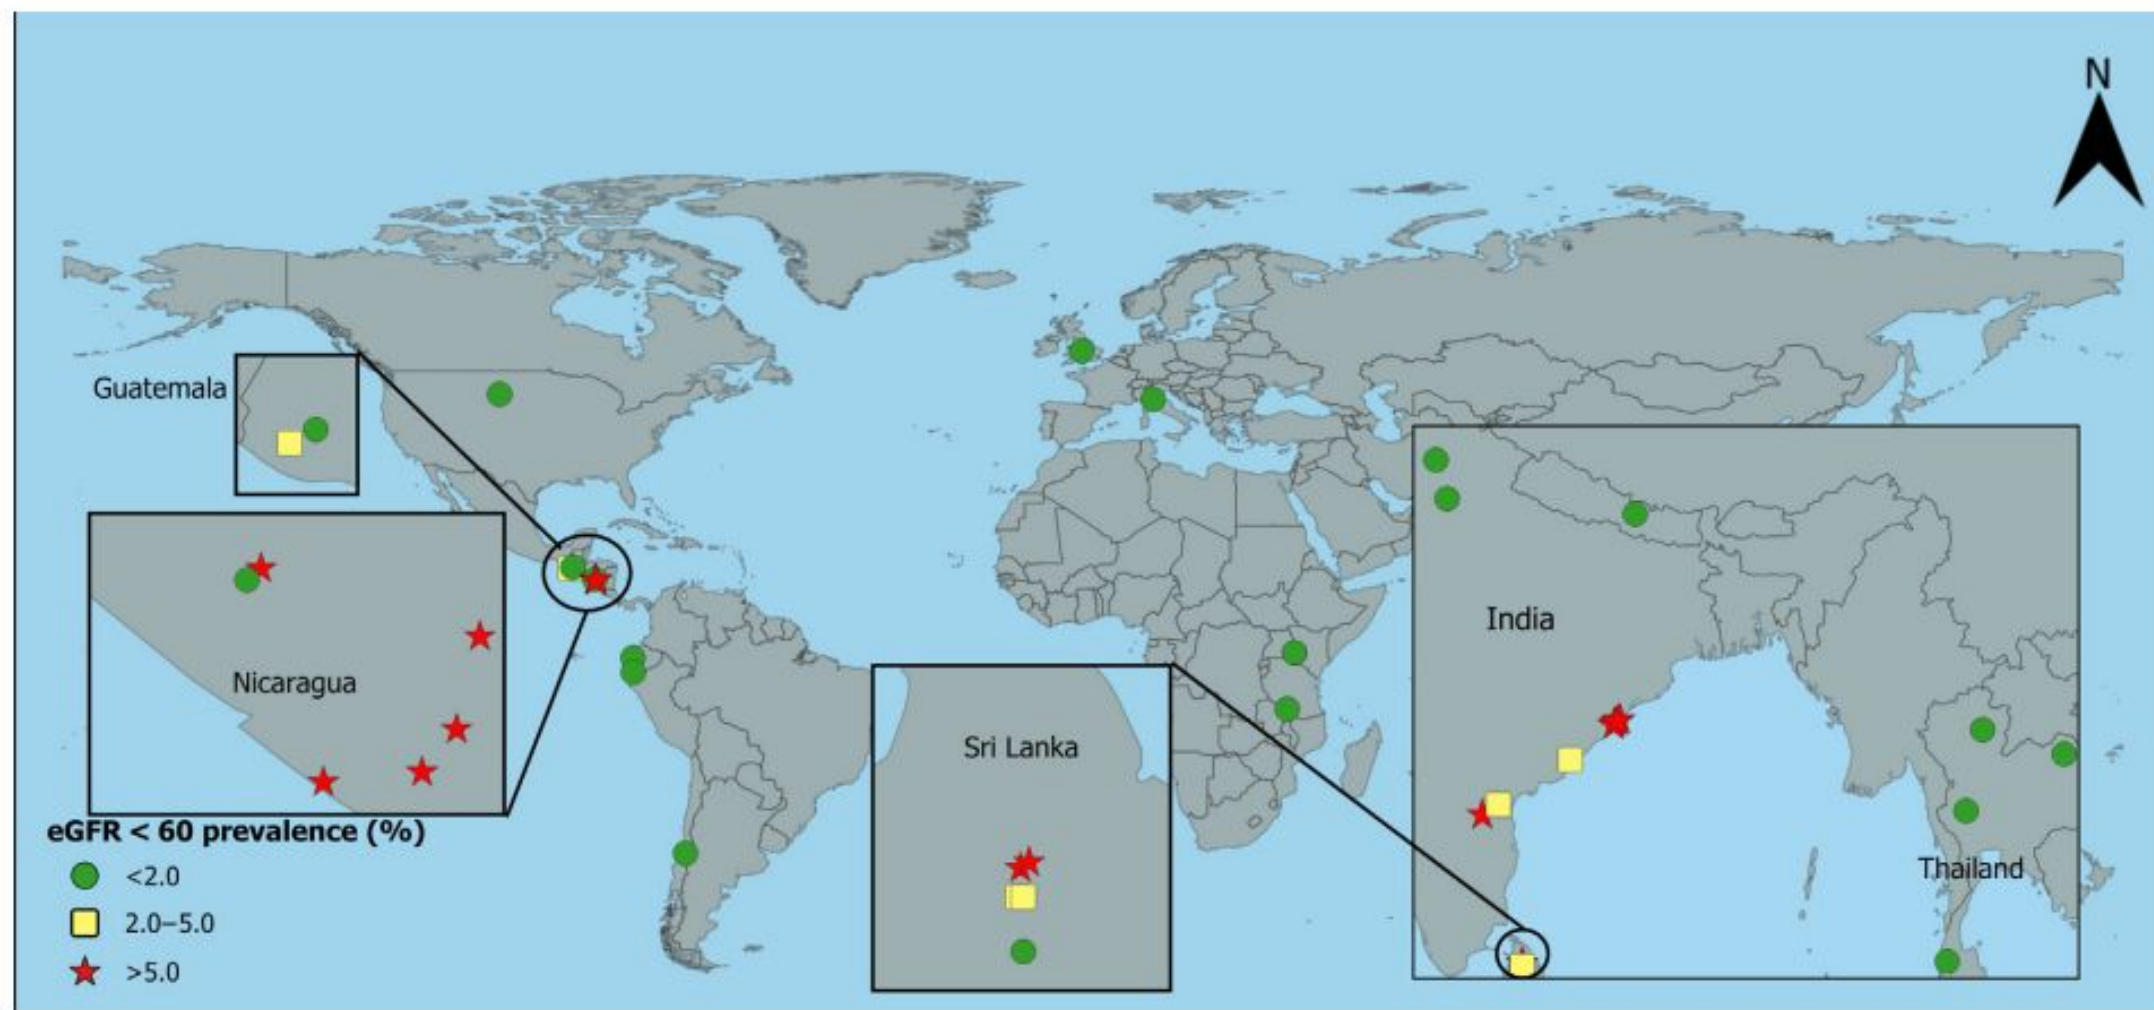 N
Guatemala
India
Nicaragua
Sri Lanka
Thailand
eGFR < 60 prevalence (%)
<2.0
2.0–5.0
>5.0